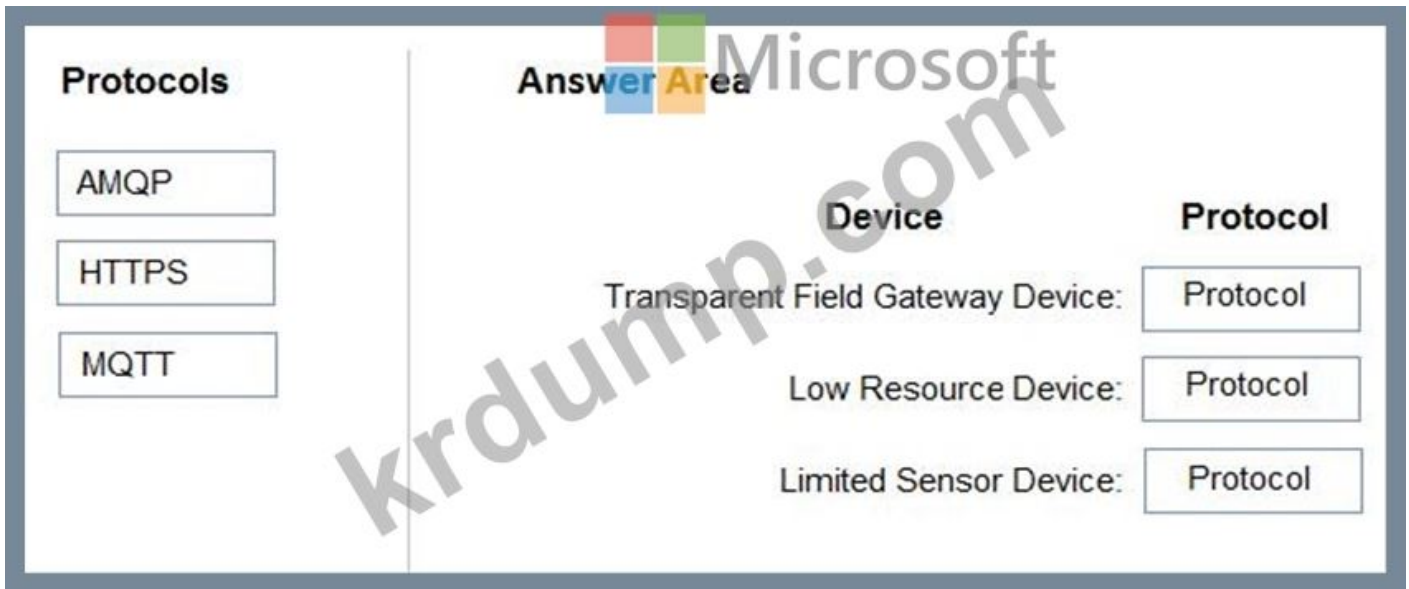 Microsoft
Protocols
Answer Area
AMQP
HTTPS
MQTT
Device Protocol
Transparent Field Gateway Device: Protocol
Low Resource Device: Protocol
Limited Sensor Device: Protocol
krdump.com